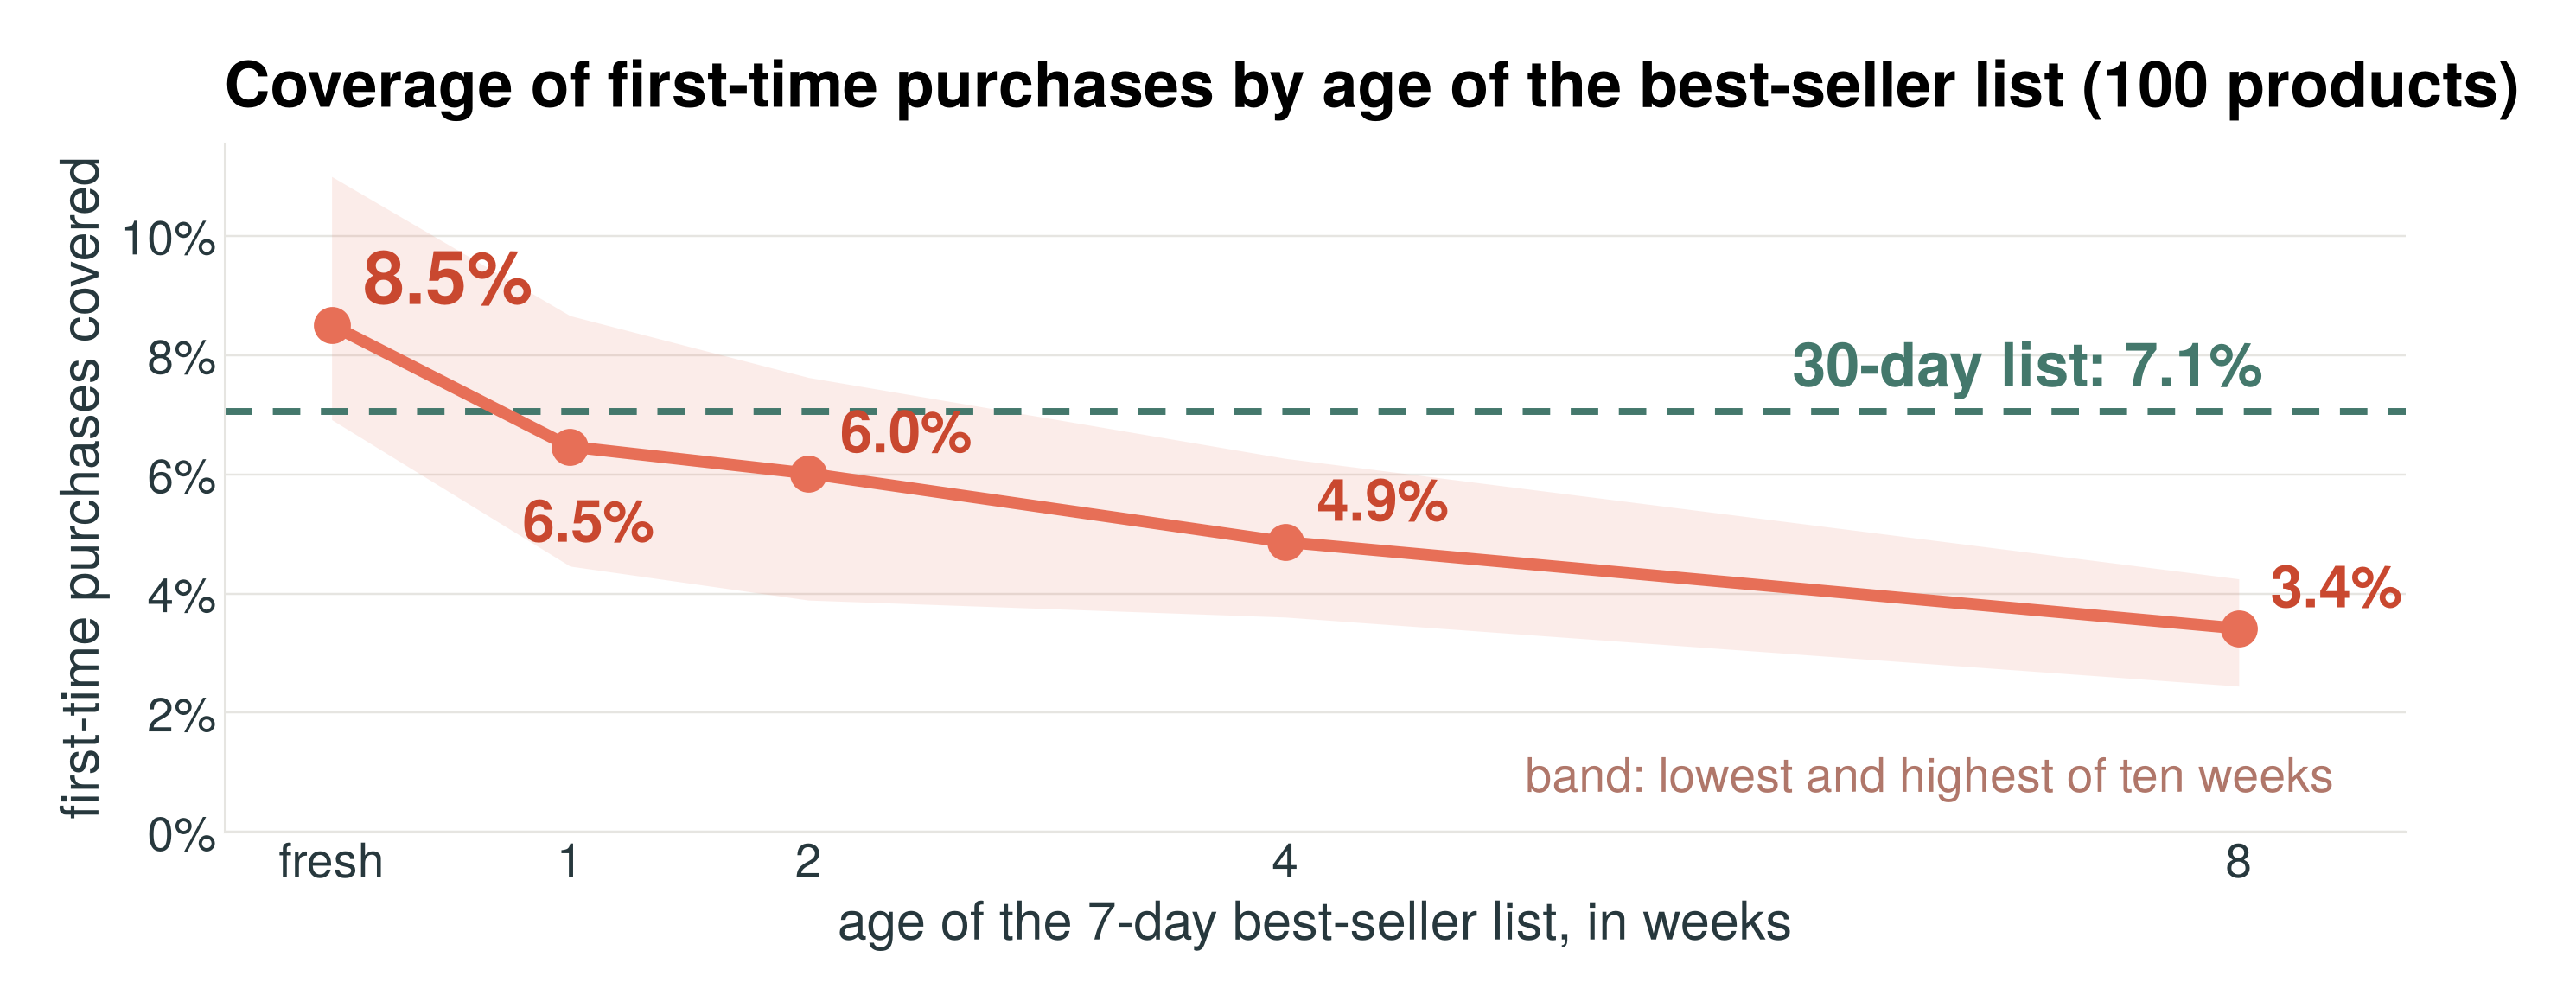 Coverage of first-time purchases by age of the best-seller list (100 products)
first-time purchases covered
10%
8%
6%
4%
2%
0%
8.5%
6.5%
6.0%
4.9%
3.4%
30-day list: 7.1%
band: lowest and highest of ten weeks
fresh 1 2 4 8
age of the 7-day best-seller list, in weeks